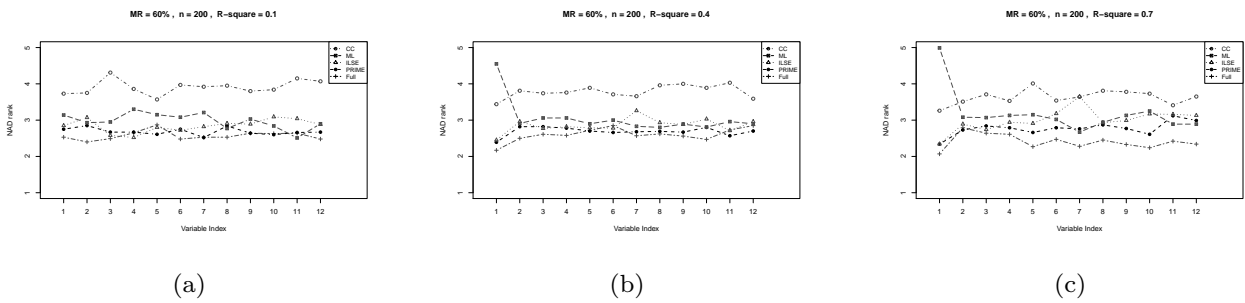 MR = 60% , n = 200 , R−square = 0.1
NAD rank
5
4
3
2
1
CC
ML
ILSE
PRIME
Full
1 2 3 4 5 6 7 8 9 10 11 12
Variable Index
(a)
MR = 60% , n = 200 , R−square = 0.4
NAD rank
5
4
3
2
1
CC
ML
ILSE
PRIME
Full
1 2 3 4 5 6 7 8 9 10 11 12
Variable Index
(b)
MR = 60% , n = 200 , R−square = 0.7
NAD rank
5
4
3
2
1
CC
ML
ILSE
PRIME
Full
1 2 3 4 5 6 7 8 9 10 11 12
Variable Index
(c)